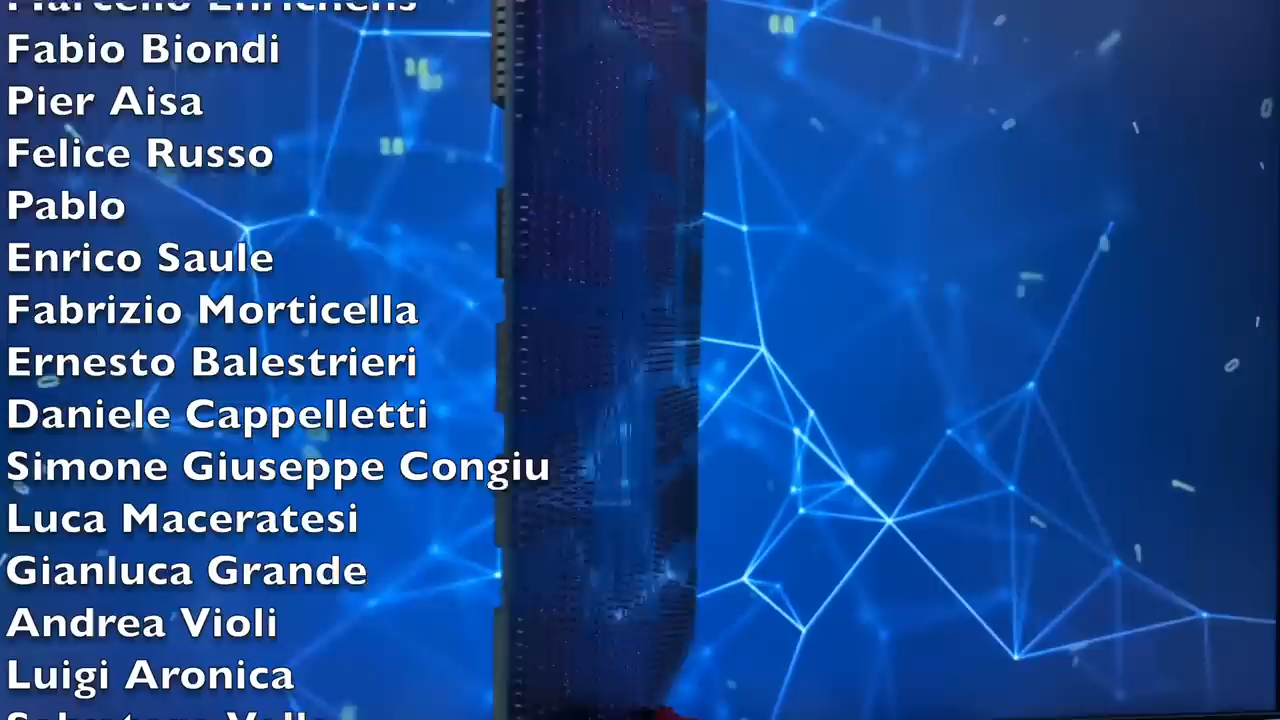 Fabio Biondi
Pier Aisa
Felice Russo
Pablo
Enrico Saule
Fabrizio Morticella
Ernesto Balestrieri
Daniele Cappelletti
Simone Giuseppe Congiu
Luca Maceratesi
Gianluca Grande
Andrea Violi
Luigi Aronica